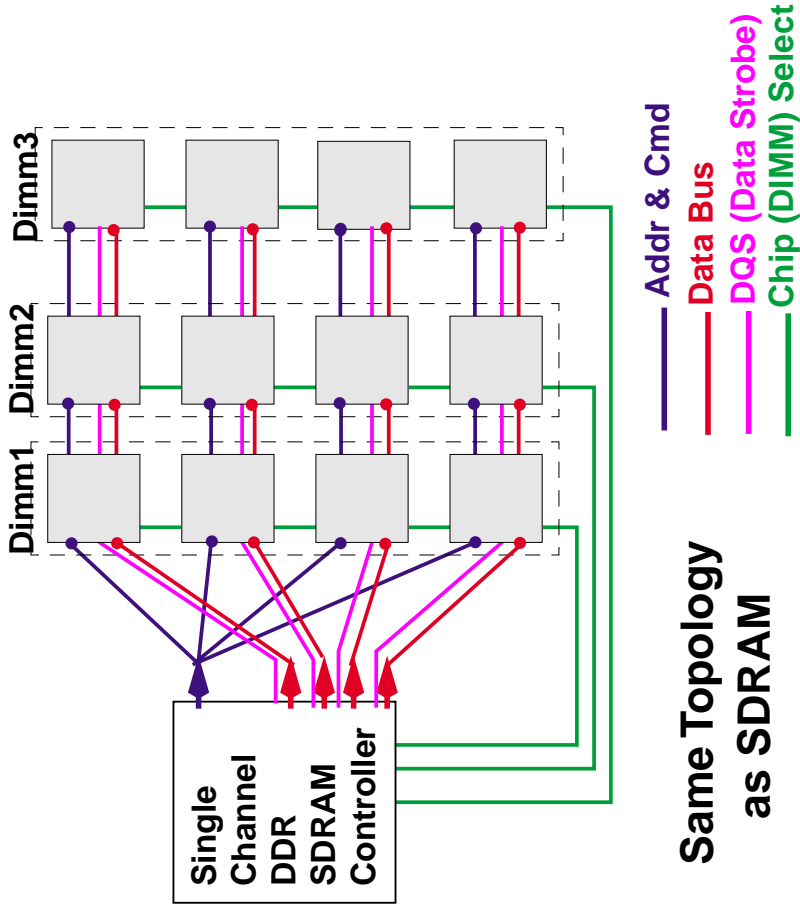 Dimm1
Dimm2
Dimm3
Single
Channel
DDR
SDRAM
Controller
Same Topology
as SDRAM
Addr & Cmd
Data Bus
DQS (Data Strobe)
Chip (DIMM) Select